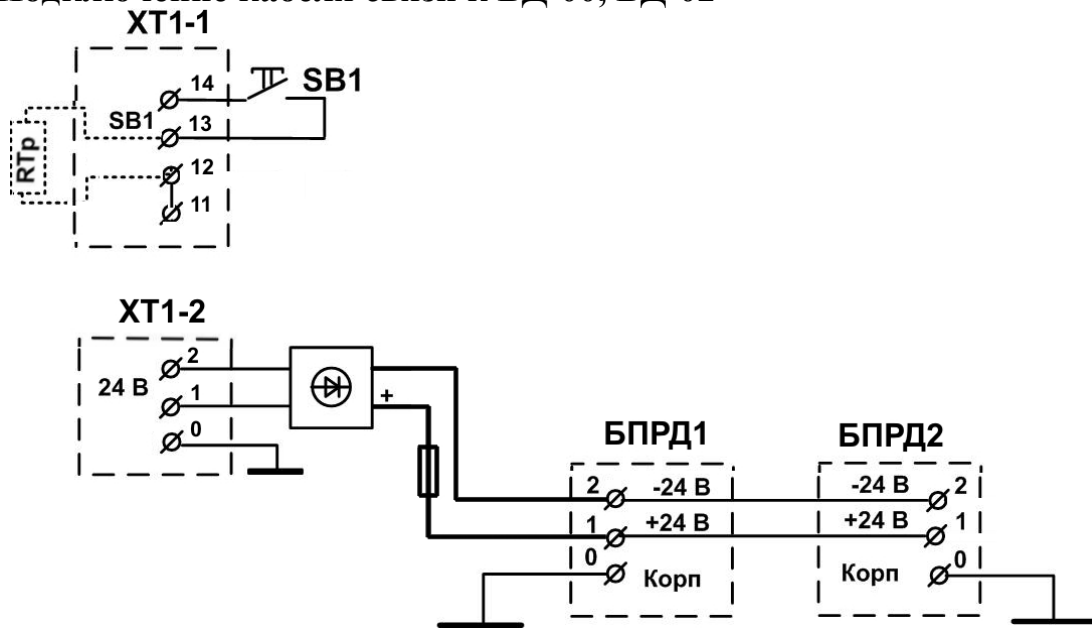 XT1-1
14
SB1
SB1
13
RTp
12
11
XT1-2
2
24 В
1
+
0
БПРД1
БПРД2
2
-24 В
-24 В
2
1
+24 В
+24 В
1
0
Корп
Корп
0